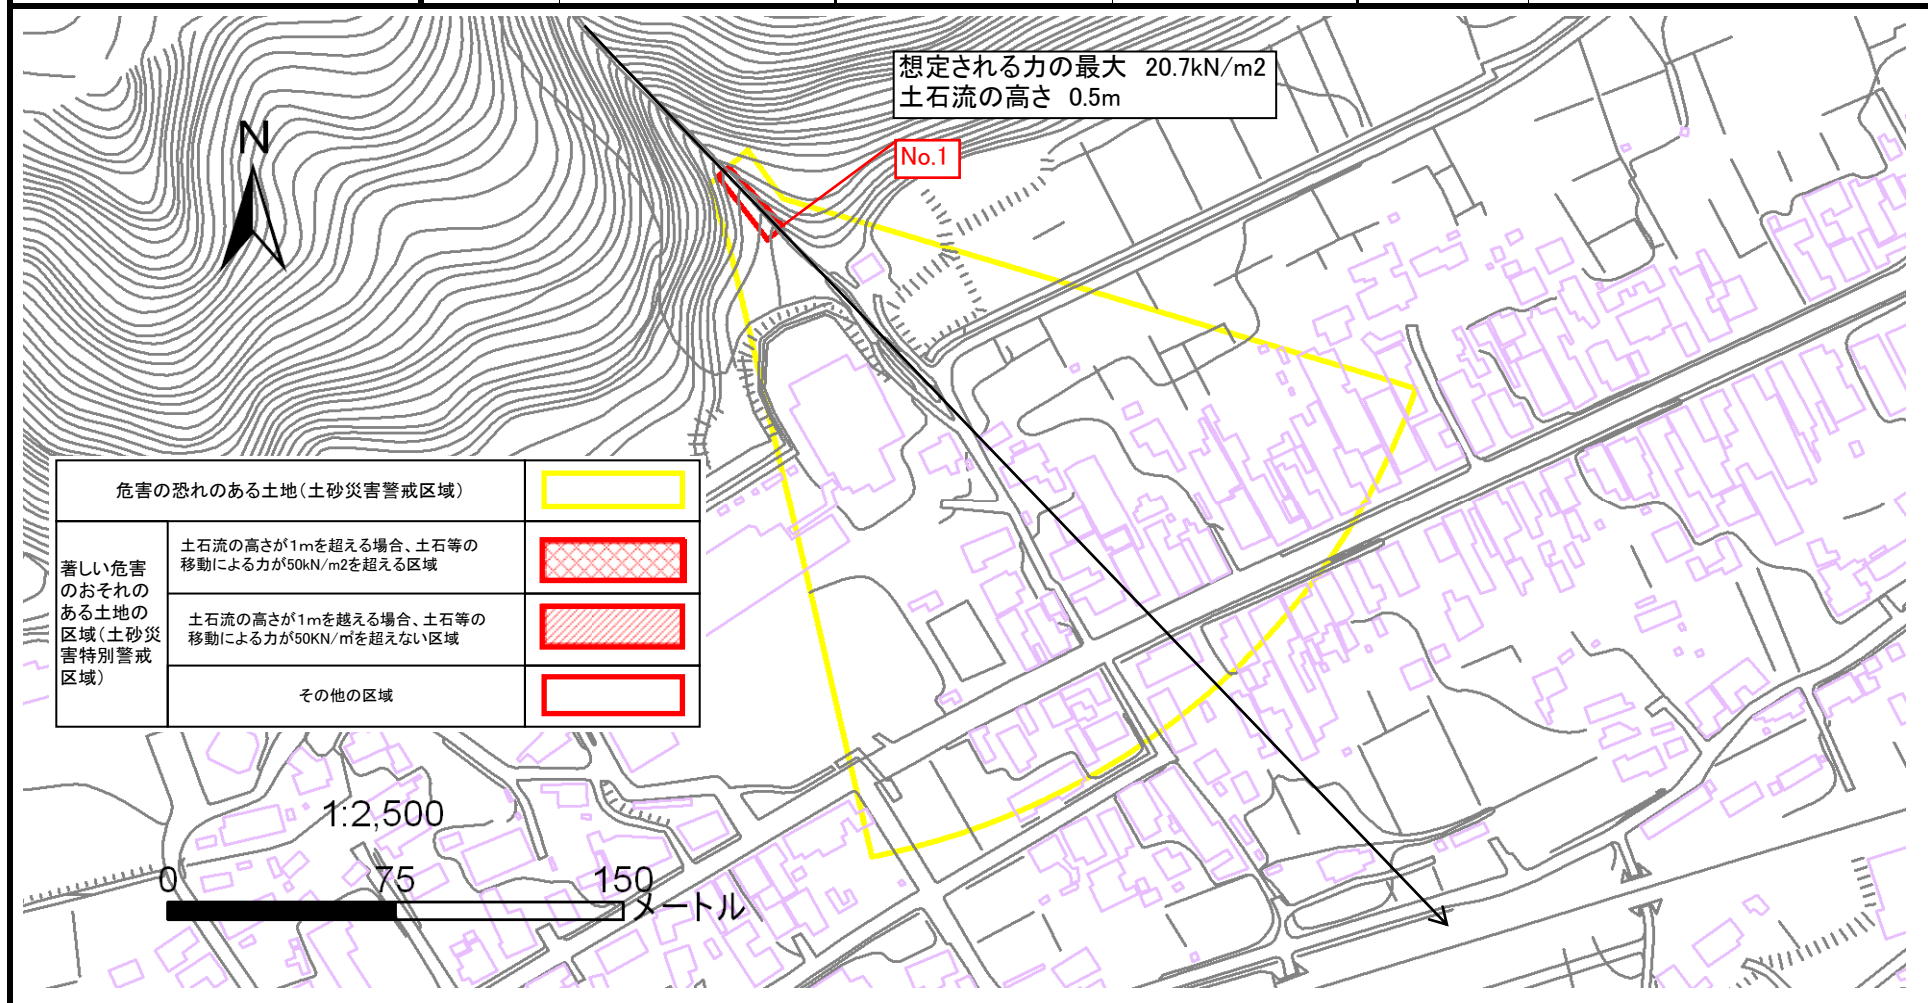 想定される力の最大 20.7kN/m2
土石流の高さ 0.5m
No.1
N
危害の恐れのある土地(土砂災害警戒区域)
著しい危害
のおそれの
ある土地の
区域(土砂災
害特別警戒
区域)
土石流の高さが1mを超える場合、土石等の
移動による力が50kN/m2を超える区域
土石流の高さが1mを越える場合、土石等の
移動による力が50KN/㎡を超えない区域
その他の区域
1:2,500
0 75 150
メートル